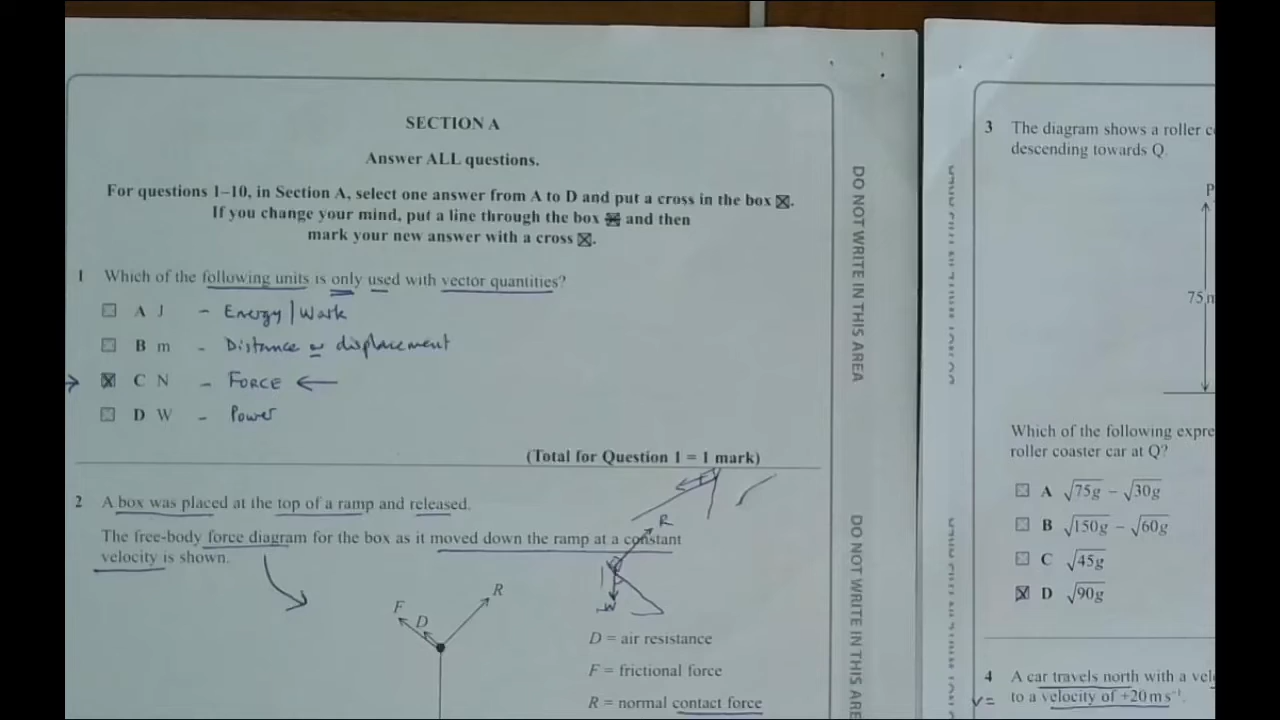 SECTION A
Answer ALL questions.
For questions 1–10, in Section A, select one answer from A to D and put a cross in the box ☒.
If you change your mind, put a line through the box and then
mark your new answer with a cross ☒.
1 Which of the following units is only used with vector quantities?
A J - Energy | Work
B m - Distance or displacement
C N - FORCE ←
D W - Power
(Total for Question 1 = 1 mark)
2 A box was placed at the top of a ramp and released.
The free-body force diagram for the box as it moved down the ramp at a constant
velocity is shown.
R
W
F
D
R
D = air resistance
F = frictional force
R = normal contact force
DO NOT WRITE IN THIS AREA
DO NOT WRITE IN THIS ARE
3 The diagram shows a roller c
descending towards Q.
P
75 m
Which of the following expre
roller coaster car at Q?
A √75g − √30g
B √150g − √60g
C √45g
D √90g
4 A car travels north with a vel
v= to a velocity of +20 m s⁻¹.